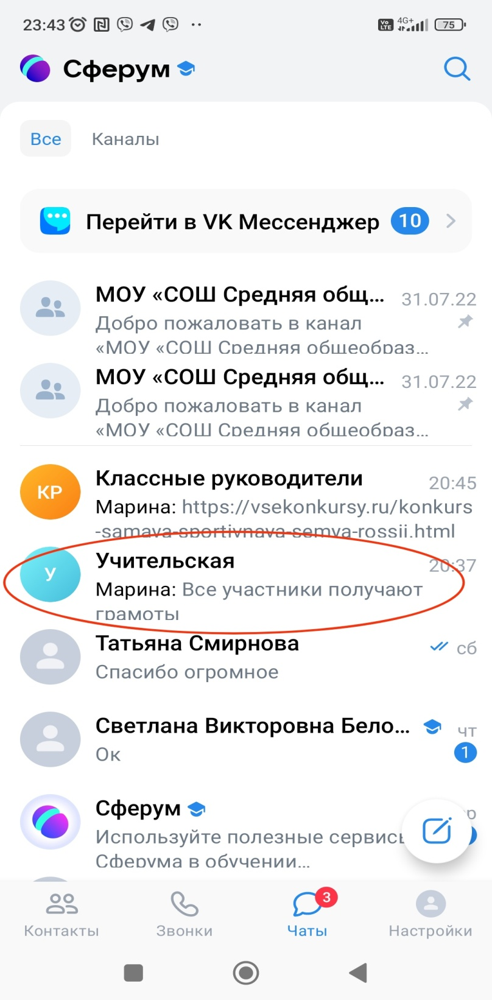 23:43
Vo LTE 4G+ 75
Сферум
Все Каналы
Перейти в VK Мессенджер 10
МОУ «СОШ Средняя общ... 31.07.22
Добро пожаловать в канал
«МОУ «СОШ Средняя общеобраз...
МОУ «СОШ Средняя общ... 31.07.22
Добро пожаловать в канал
«МОУ «СОШ Средняя общеобраз...
КР
Классные руководители 20:45
Марина: https://vsekonkursy.ru/konkurs
-samaya-sportivnaya-semya-rossii.html
У
Учительская 20:37
Марина: Все участники получают
грамоты
Татьяна Смирнова сб
Спасибо огромное
Светлана Викторовна Бело... чт
Ок 1
Сферум
Используйте полезные сервисы
Сферума в обучении...
3
Контакты Звонки Чаты Настройки